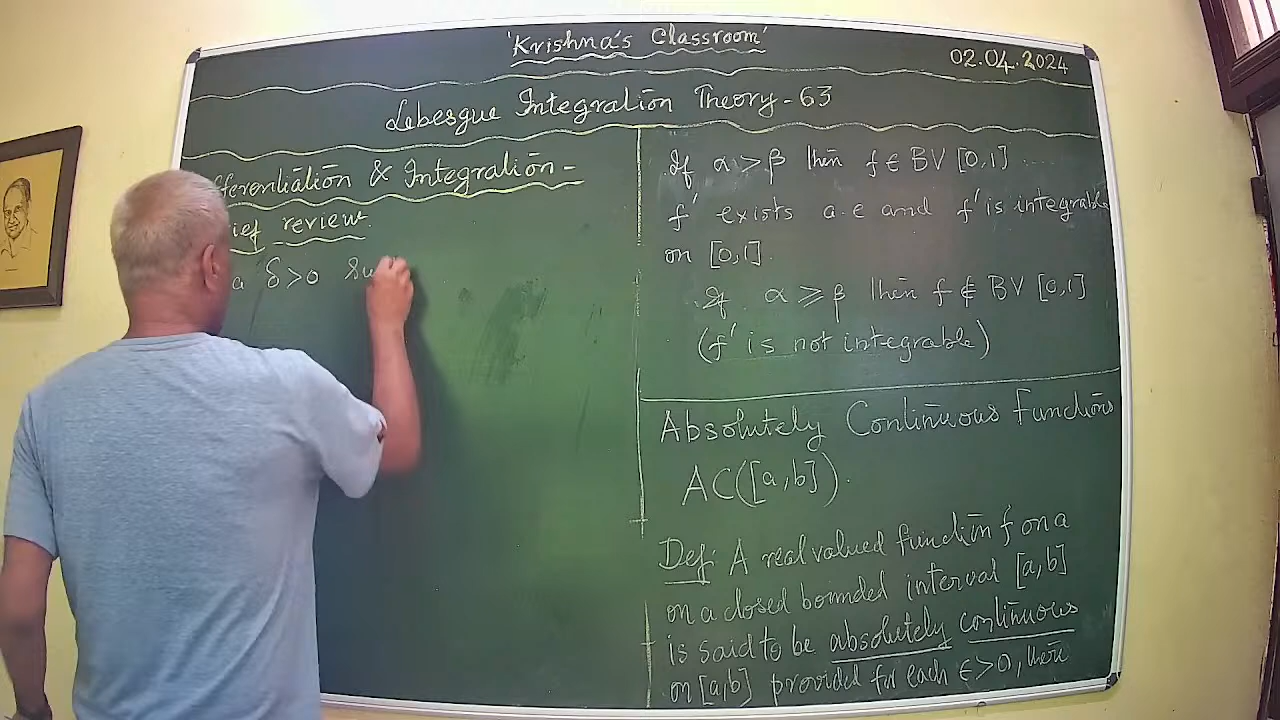 'Krishna's Classroom'
02.04.2024
Lebesgue Integration Theory-63
fferentiation & Integration-
ief review.
a δ>0 Su
If α>β then f∈BV [0,1] ....
f' exists a.e and f' is integrable
on [0,1].
If α⩾β then f∉BV [0,1]
(f' is not integrable)
Absolutely Continuous Functions
AC([a,b]).
Def: A real valued function f on a
on a closed bounded interval [a,b]
is said to be absolutely continuous
on [a,b] provided for each ϵ>0, there